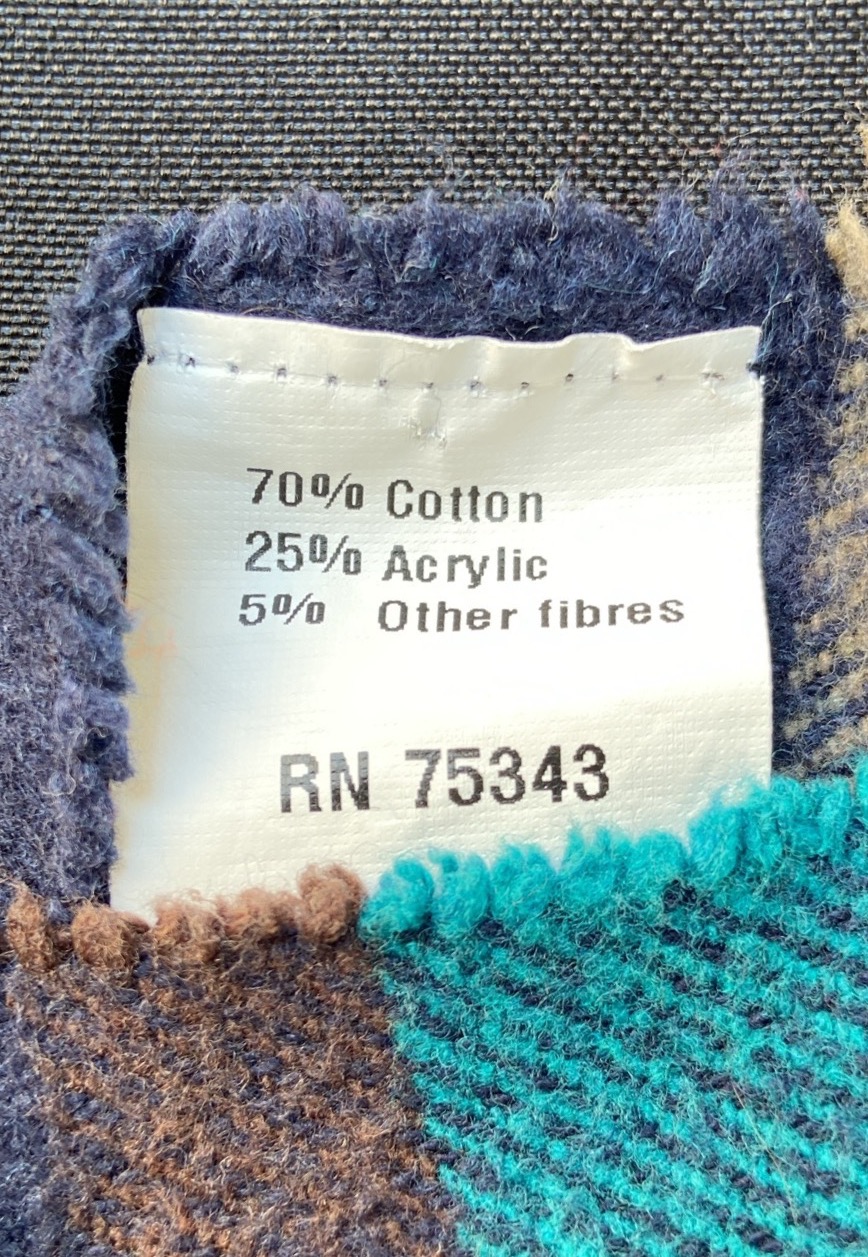 70% Cotton
25% Acrylic
5% Other fibres
RN 75343